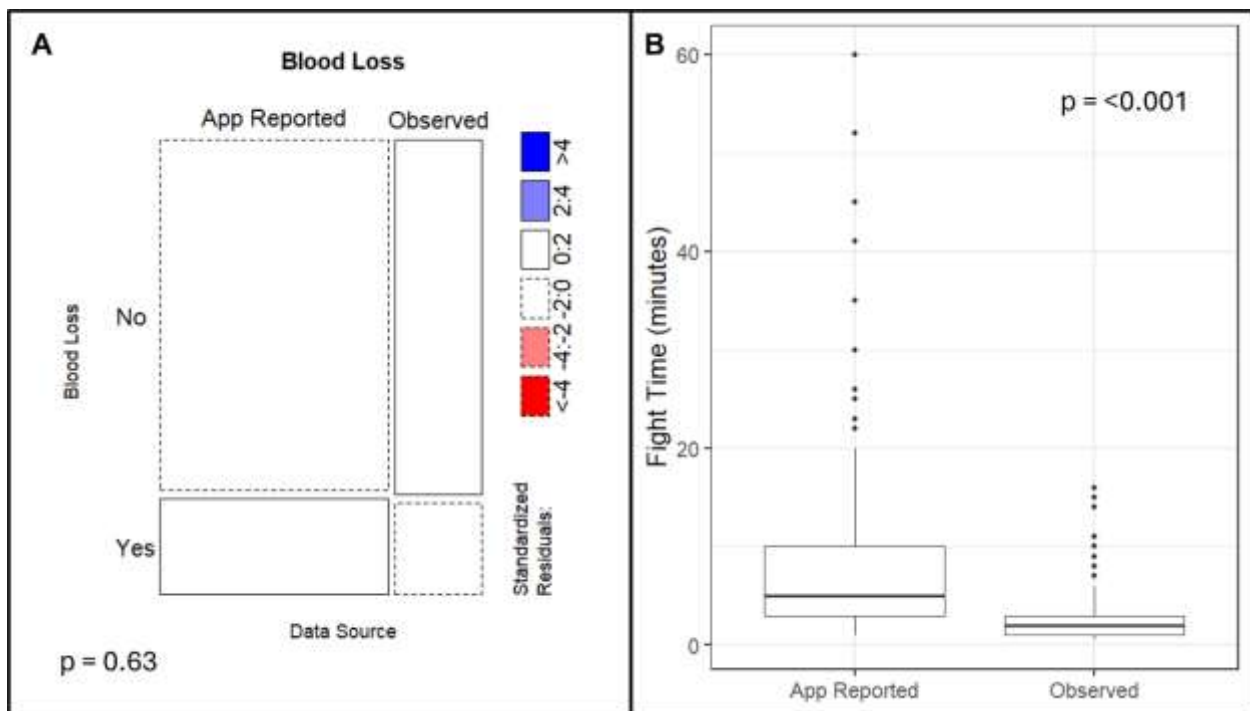 A
Blood Loss
App Reported
Observed
No
Yes
Blood Loss
Data Source
p = 0.63
>4
2:4
0:2
-2:0
-4:-2
<-4
Standardized
Residuals:
B
p = <0.001
Fight Time (minutes)
60
40
20
0
App Reported
Observed